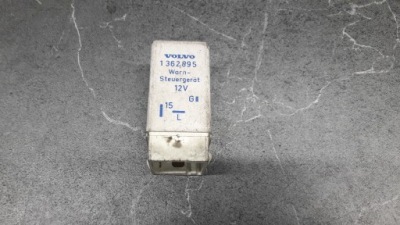 VOLVO
1 362 895
Warn-
Steuergerät
12V
15
L